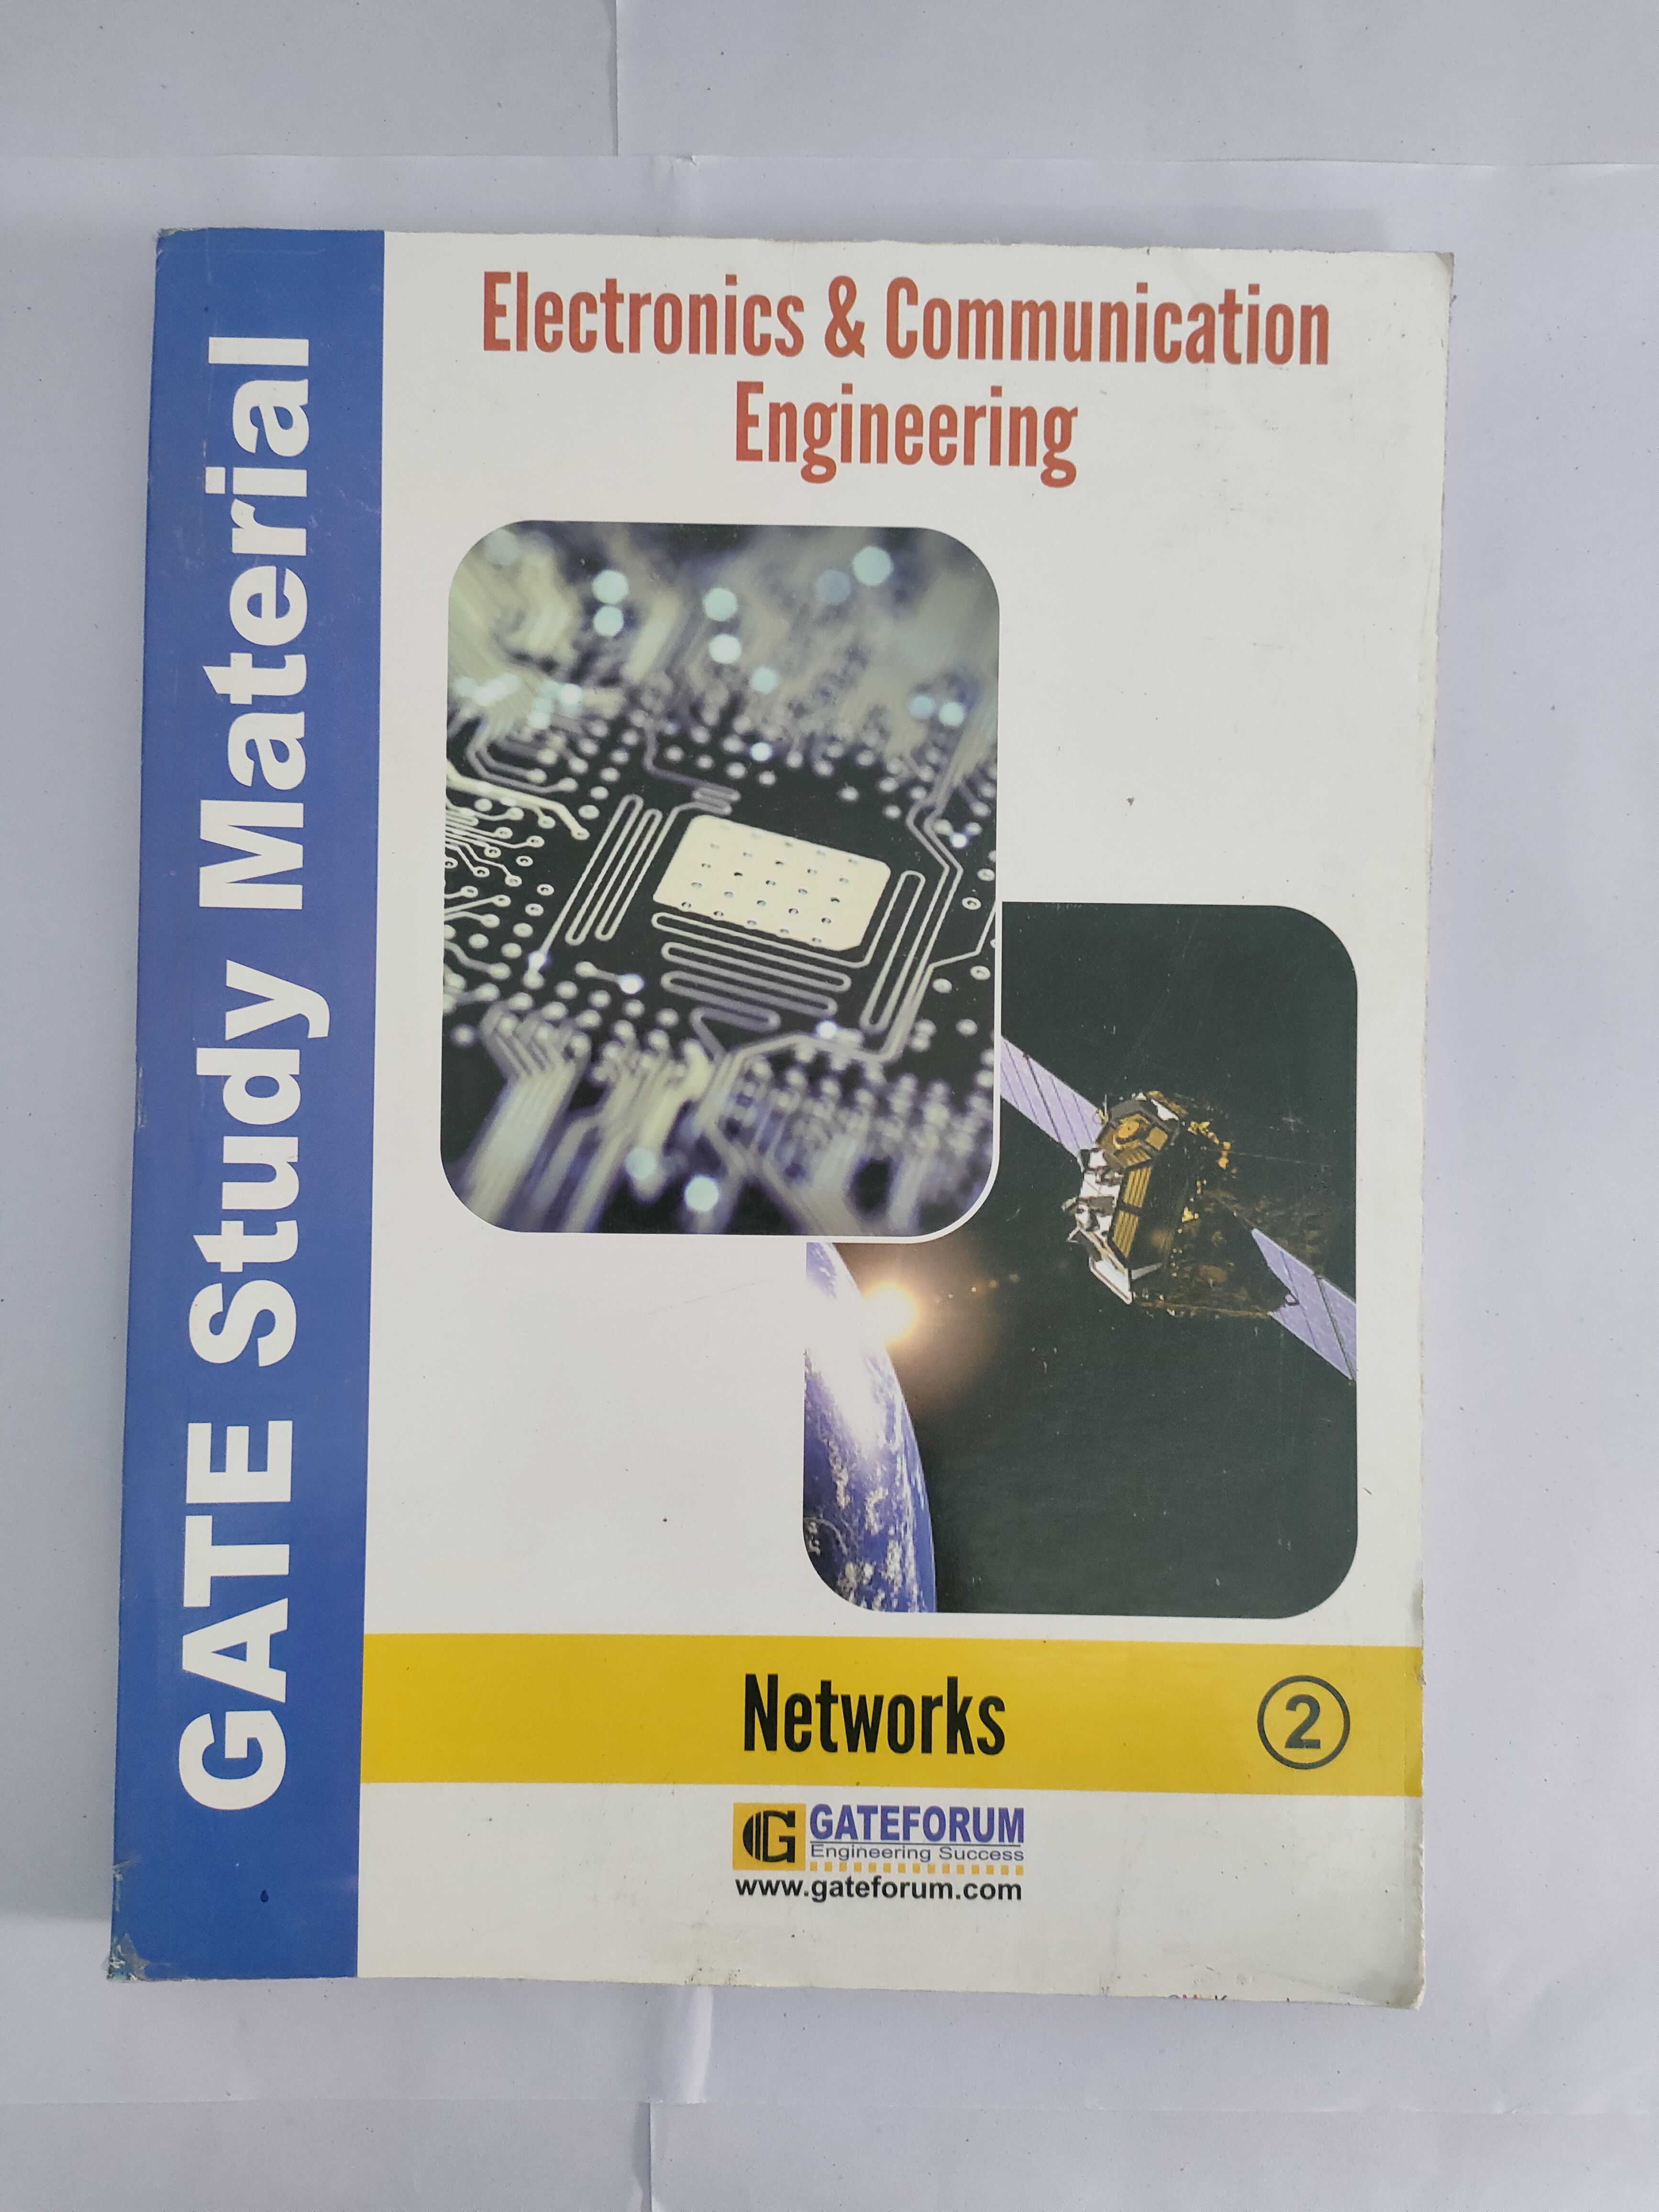 GATE Study Material
Electronics & Communication
Engineering
Networks
2
G GATEFORUM
Engineering Success
www.gateforum.com